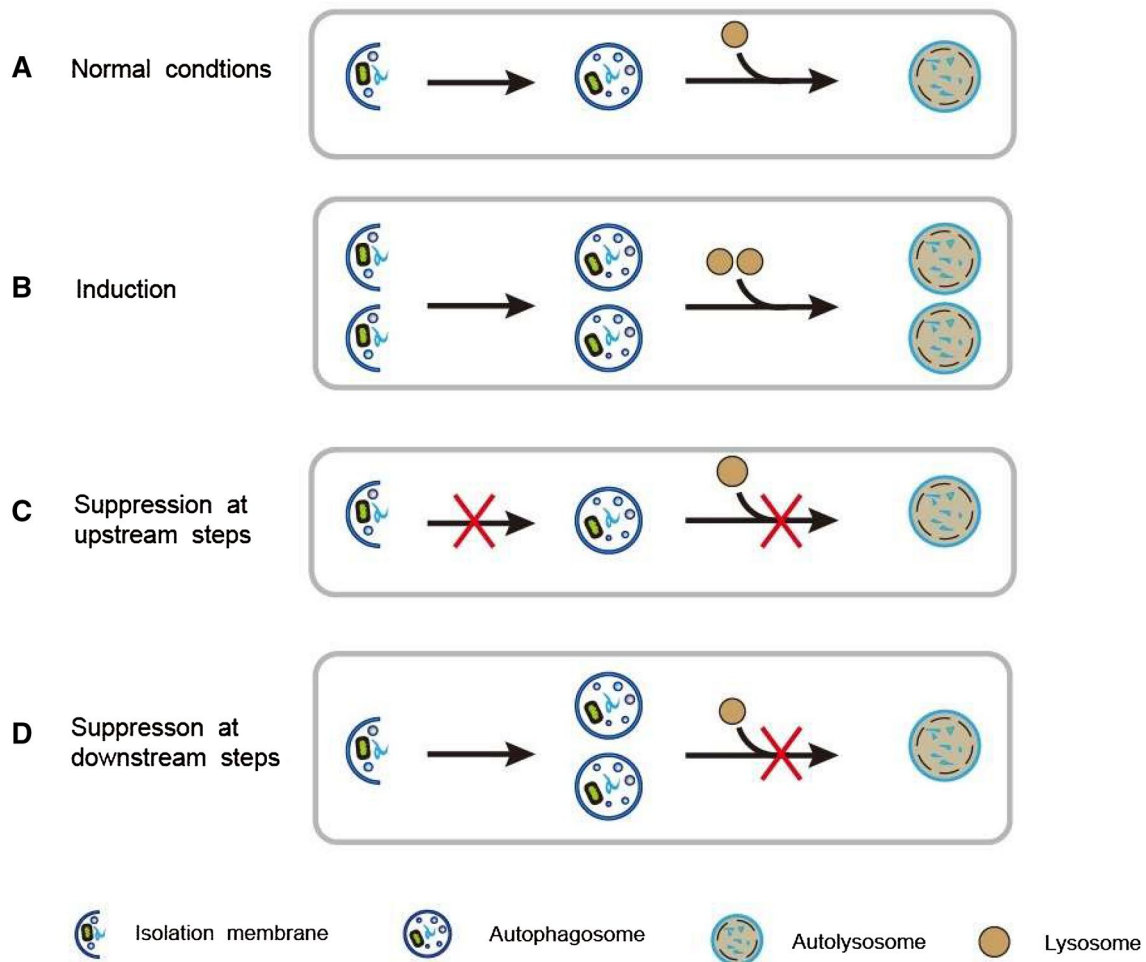 A Normal condtions
B Induction
C Suppression at
upstream steps
D Suppresson at
downstream steps
Isolation membrane
Autophagosome
Autolysosome
Lysosome